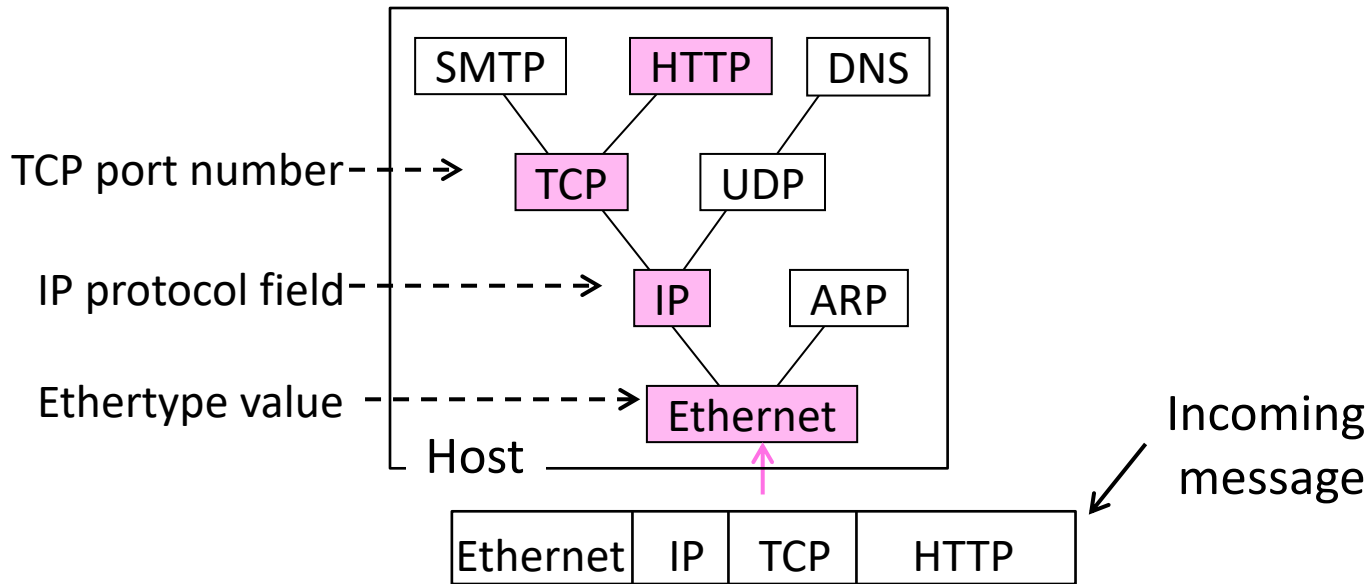 SMTP HTTP DNS
TCP port number TCP UDP
IP protocol field IP ARP
Ethertype value Ethernet
Host
Incoming
message
Ethernet IP TCP HTTP